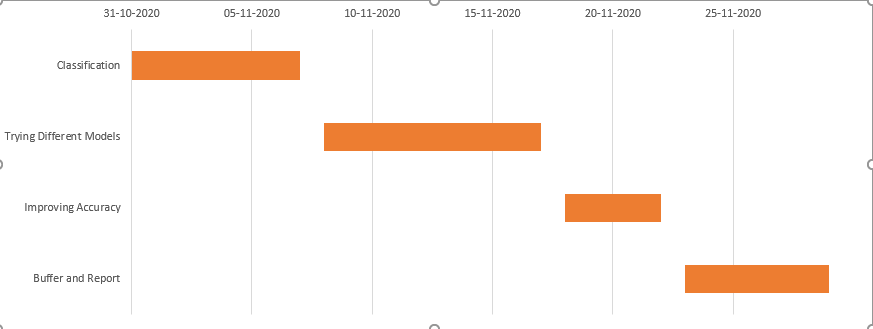 31-10-2020 05-11-2020 10-11-2020 15-11-2020 20-11-2020 25-11-2020
Classification
Trying Different Models
Improving Accuracy
Buffer and Report